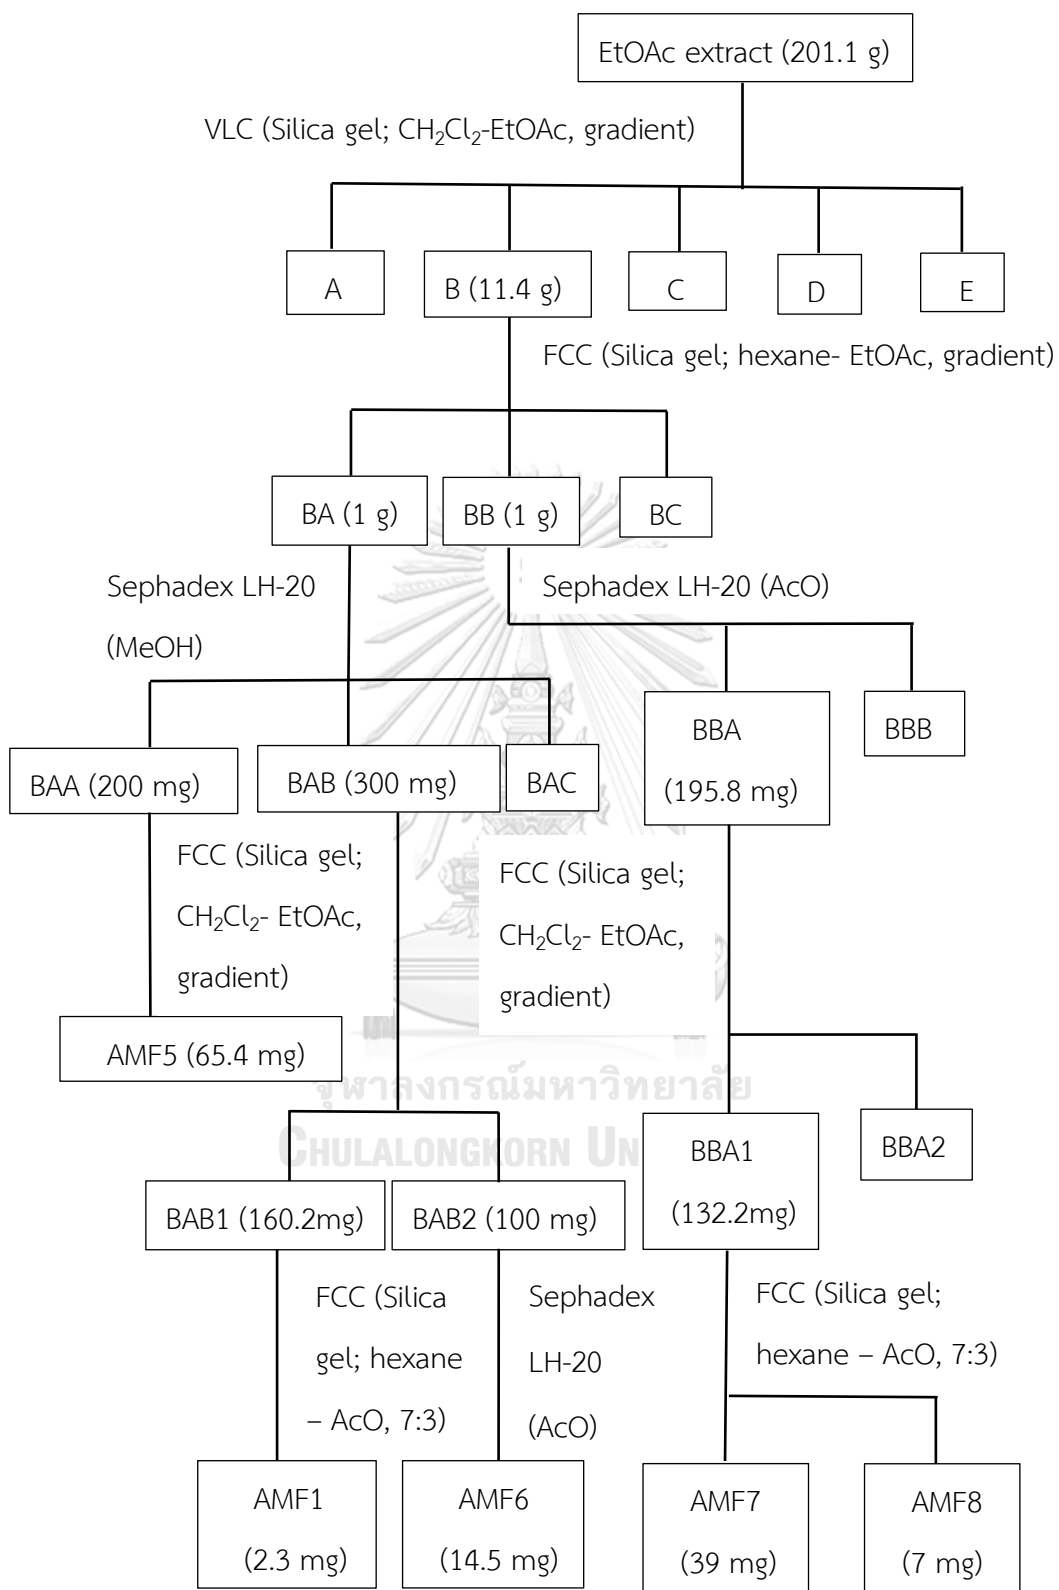 EtOAc extract (201.1 g)
VLC (Silica gel; CH₂Cl₂-EtOAc, gradient)
A
B (11.4 g)
C
D
E
FCC (Silica gel; hexane- EtOAc, gradient)
BA (1 g)
BB (1 g)
BC
Sephadex LH-20
(MeOH)
Sephadex LH-20 (AcO)
BAA (200 mg)
BAB (300 mg)
BAC
BBA
(195.8 mg)
BBB
FCC (Silica gel;
CH₂Cl₂- EtOAc,
gradient)
FCC (Silica gel;
CH₂Cl₂- EtOAc,
gradient)
AMF5 (65.4 mg)
จุฬาลงกรณ์มหาวิทยาลัย
CHULALONGKORN UN
BAB1 (160.2mg)
BAB2 (100 mg)
BBA1
(132.2mg)
BBA2
FCC (Silica
gel; hexane
– AcO, 7:3)
Sephadex
LH-20
(AcO)
FCC (Silica gel;
hexane – AcO, 7:3)
AMF1
(2.3 mg)
AMF6
(14.5 mg)
AMF7
(39 mg)
AMF8
(7 mg)